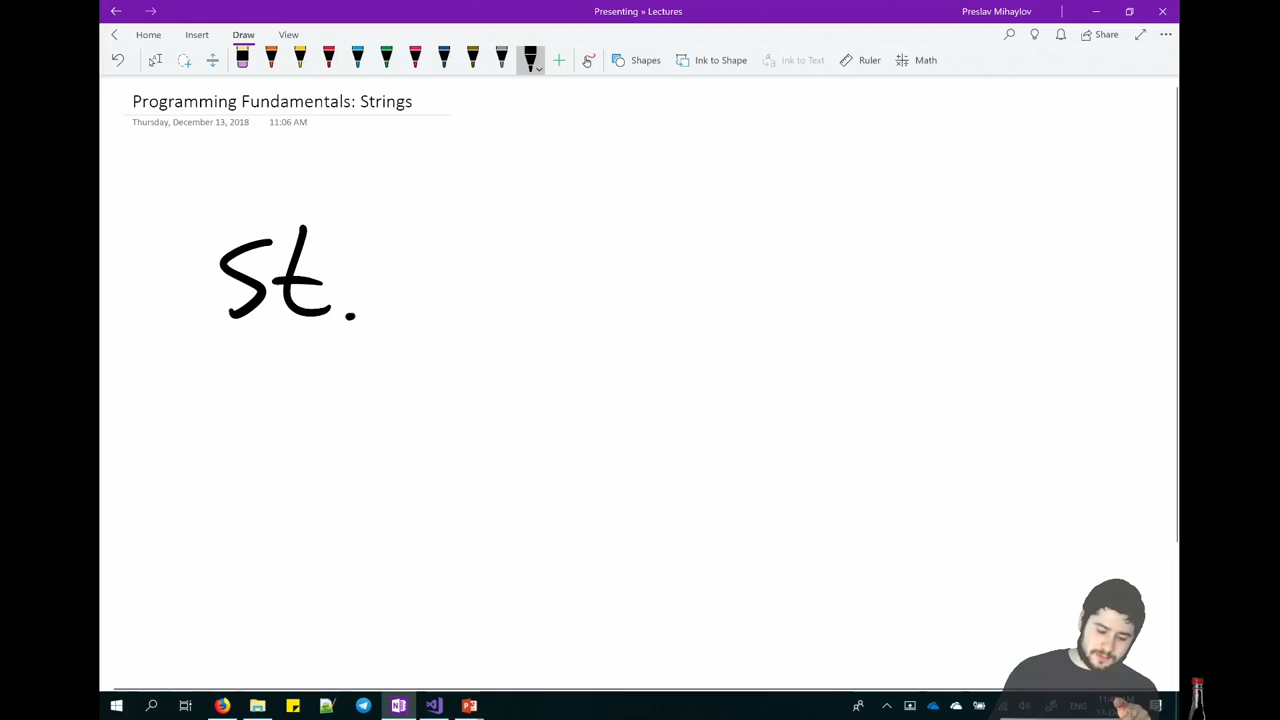 Presenting » Lectures
Preslav Mihaylov
Home Insert Draw View
Share
Shapes Ink to Shape Ink to Text Ruler Math
Programming Fundamentals: Strings
Thursday, December 13, 2018 11:06 AM
St.
ENG